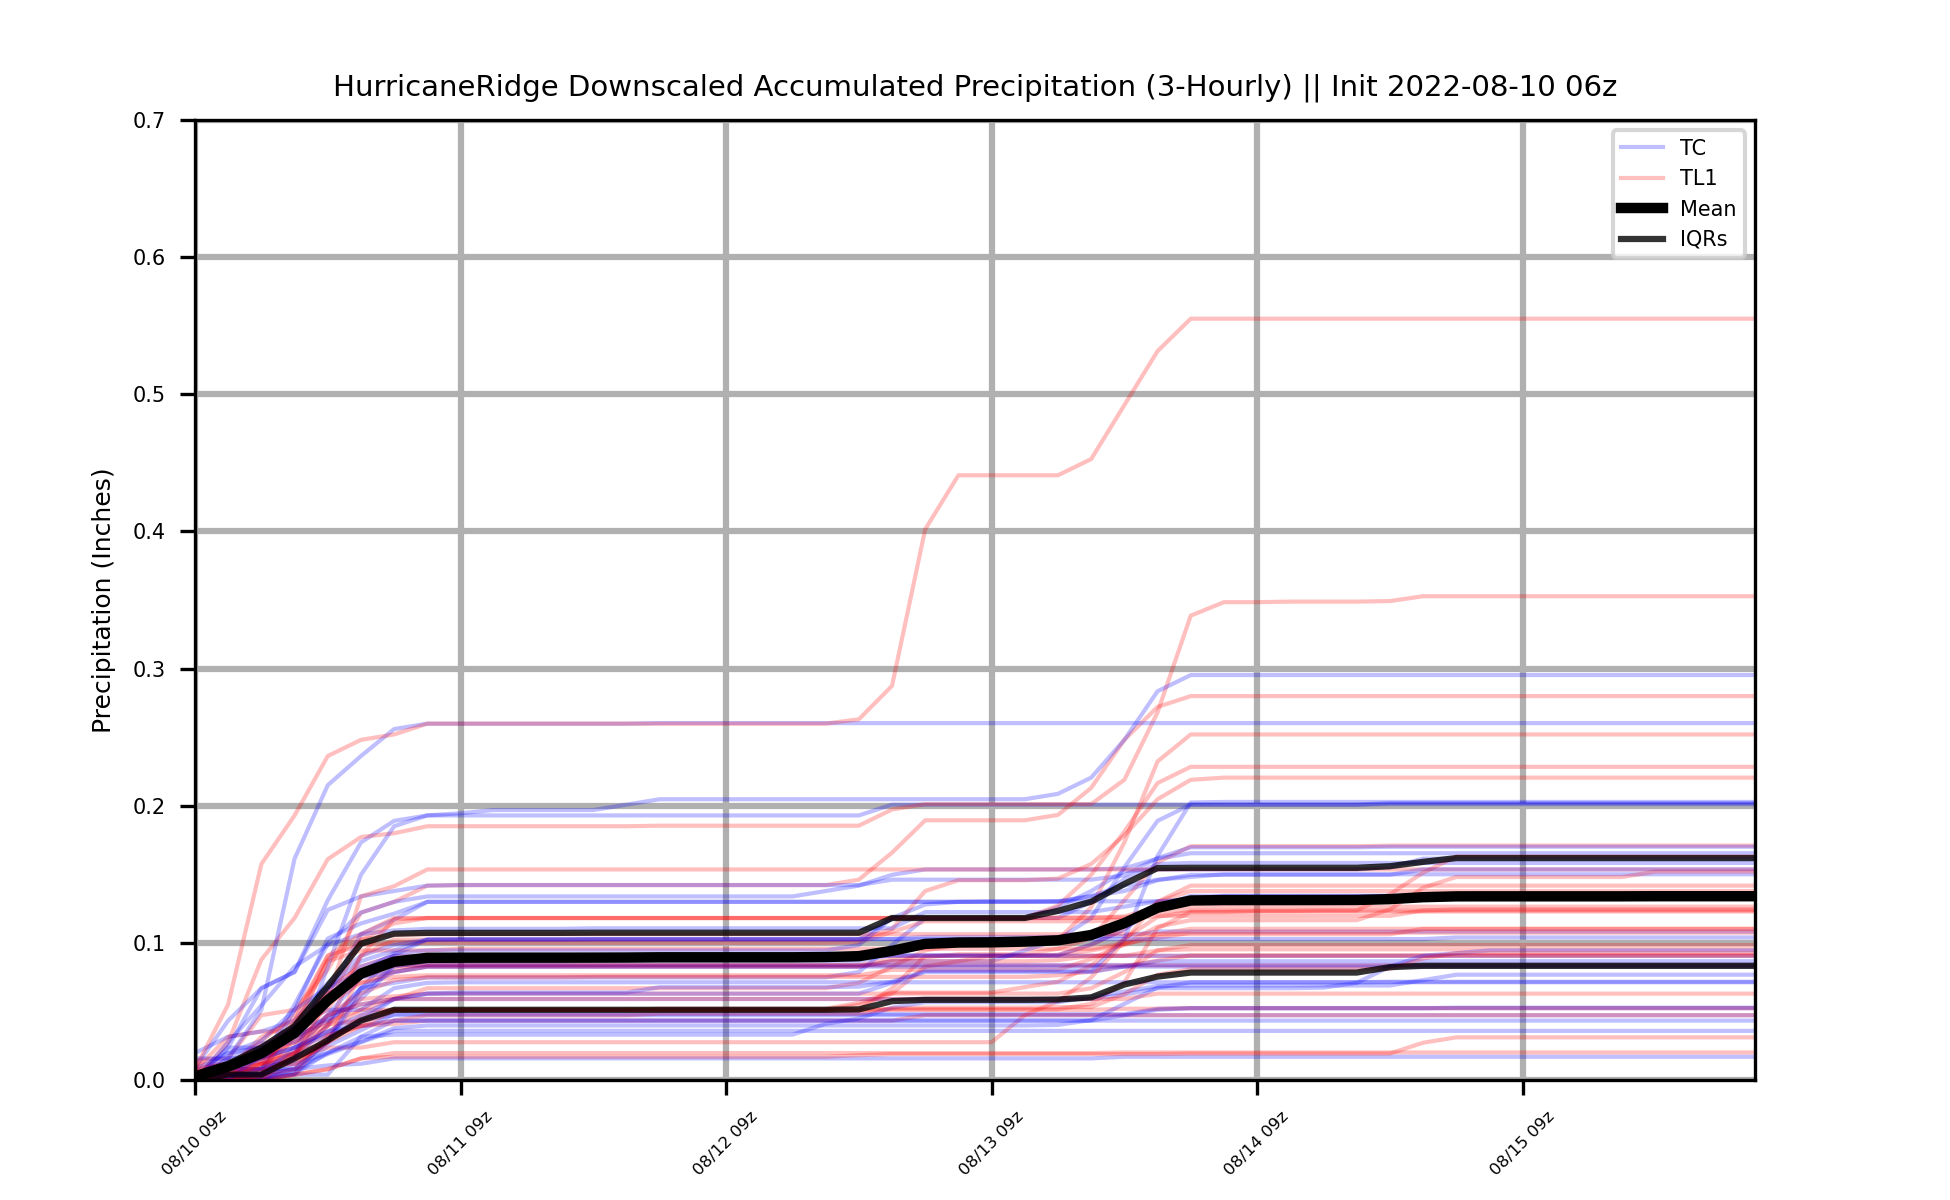 HurricaneRidge Downscaled Accumulated Precipitation (3-Hourly) || Init 2022-08-10 06z
TC
TL1
Mean
IQRs
Precipitation (Inches)
0.7
0.6
0.5
0.4
0.3
0.2
0.1
0.0
08/10 09z
08/11 09z
08/12 09z
08/13 09z
08/14 09z
08/15 09z